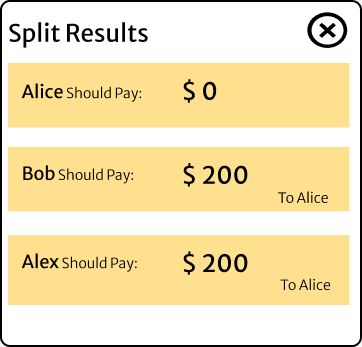 Split Results
Alice Should Pay: $ 0
Bob Should Pay: $ 200
To Alice
Alex Should Pay: $ 200
To Alice